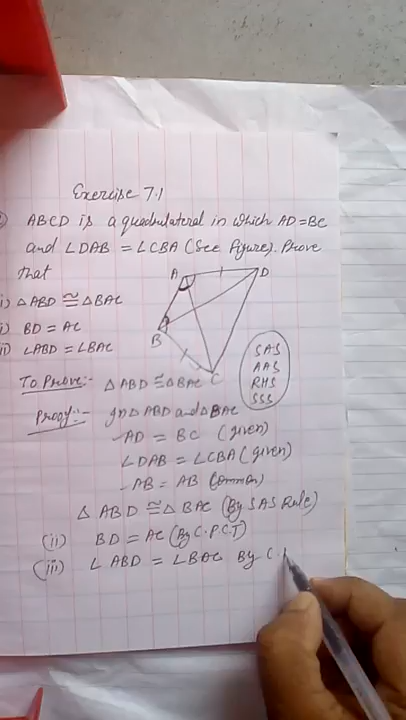 Exercise 7.1
ABCD is a quadrilateral in which AD = BC
and ∠DAB = ∠CBA (See figure). Prove
that
i) △ABD ≅ △BAC
i) BD = AC
ii) ∠ABD = ∠BAC
A
D
B
C
SAS
AAS
RHS
SSS
To Prove:- △ABD ≅ △BAC
Proof:- In △ABD and △BAC
AD = BC (given)
∠DAB = ∠CBA (given)
AB = AB (Common)
△ABD ≅ △BAC (By SAS Rule)
(ii) BD = AC (By C.P.C.T)
(iii) ∠ABD = ∠BAC By C